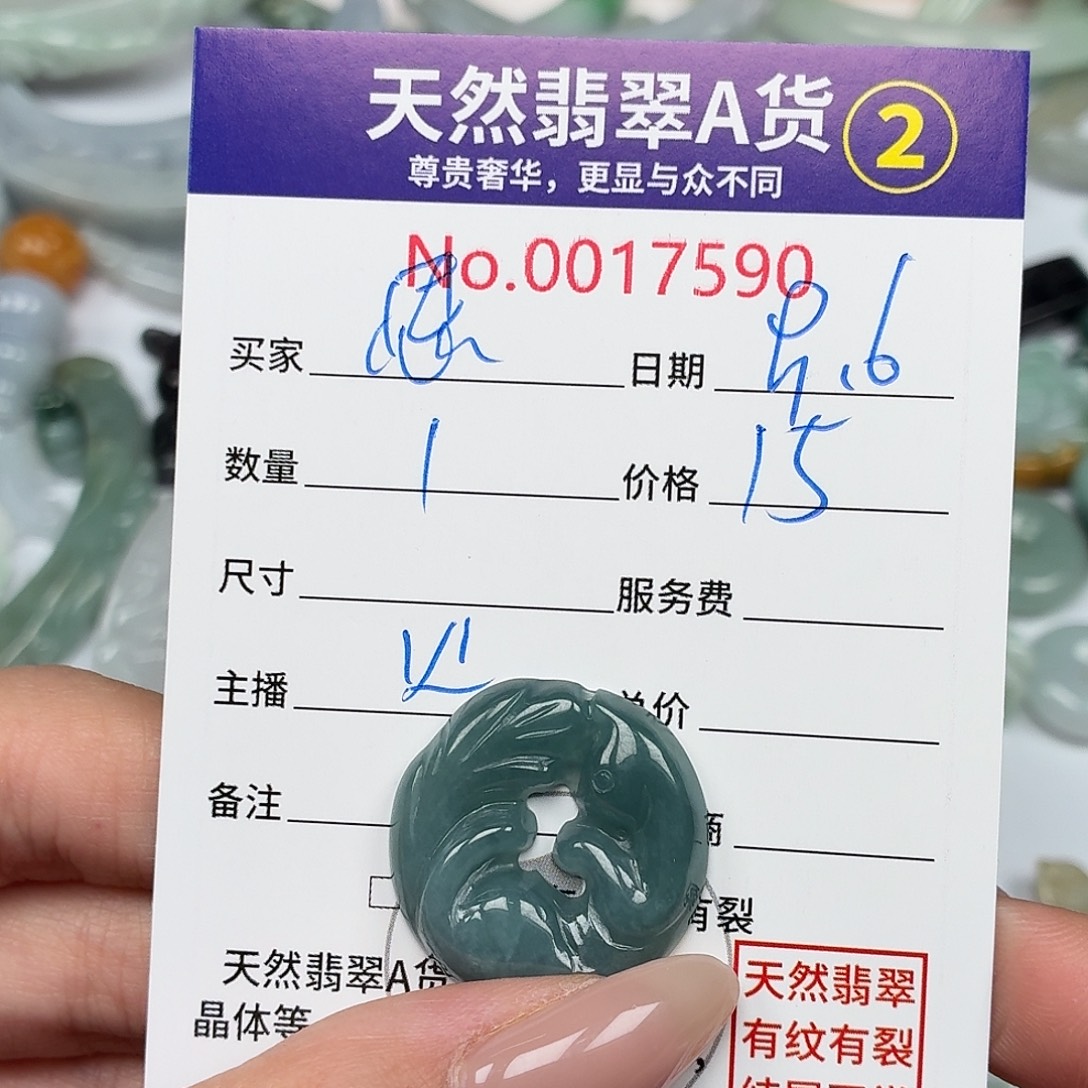 天然翡翠A货 2
尊贵奢华，更显与众不同
No.0017590
买家 日期 .6
数量 1 价格 15
尺寸 服务费
主播 价
备注
有裂
天然翡翠A货
晶体等
天然翡翠
有纹有裂